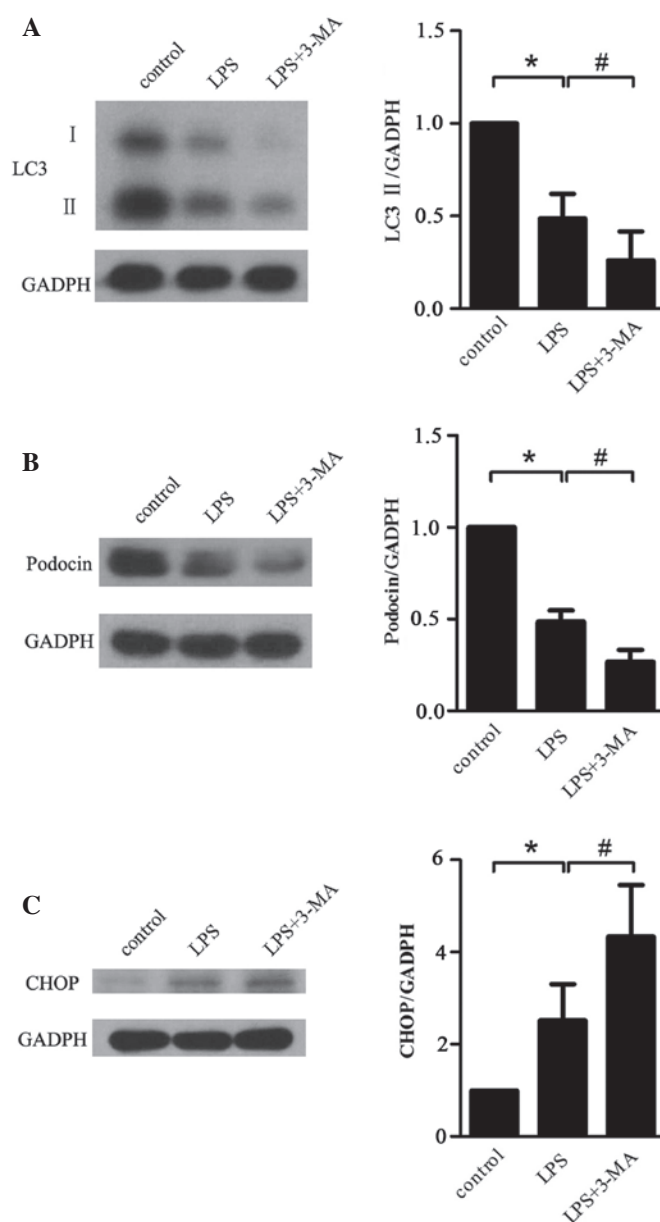 A
control LPS LPS+3-MA
I
LC3
II
GADPH
LC3 II/GADPH
1.5
1.0
0.5
0.0
* #
control LPS LPS+3-MA
B
control LPS LPS+3-MA
Podocin
GADPH
Podocin/GADPH
1.5
1.0
0.5
0.0
* #
control LPS LPS+3-MA
C
control LPS LPS+3-MA
CHOP
GADPH
CHOP/GADPH
6
4
2
0
* #
control LPS LPS+3-MA